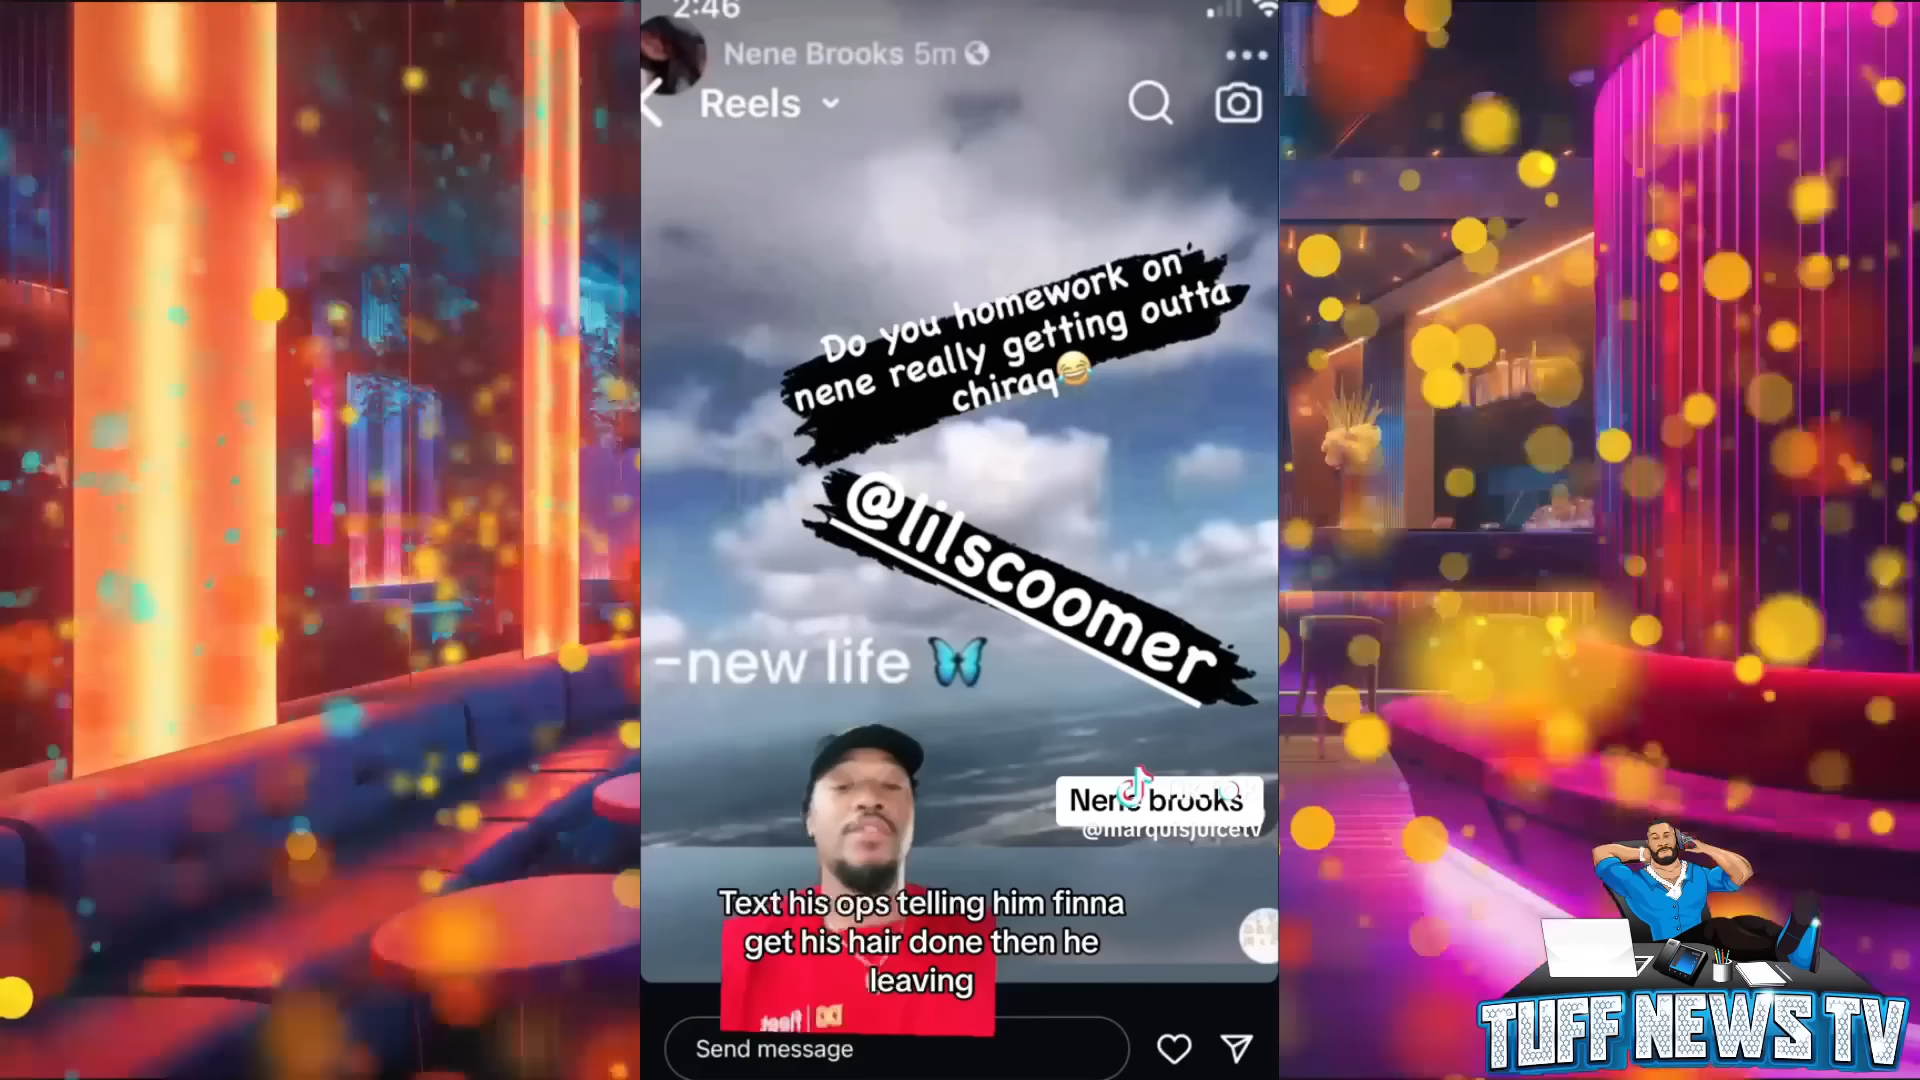 2:46
Nene Brooks 5m
Reels
Do you homework on
nene really getting outta
chiraq😂
@lilscoomer
-new life 🦋
Nene brooks
@marquisjuicetv
Text his ops telling him finna
get his hair done then he
leaving
Send message
TUFF NEWS TV